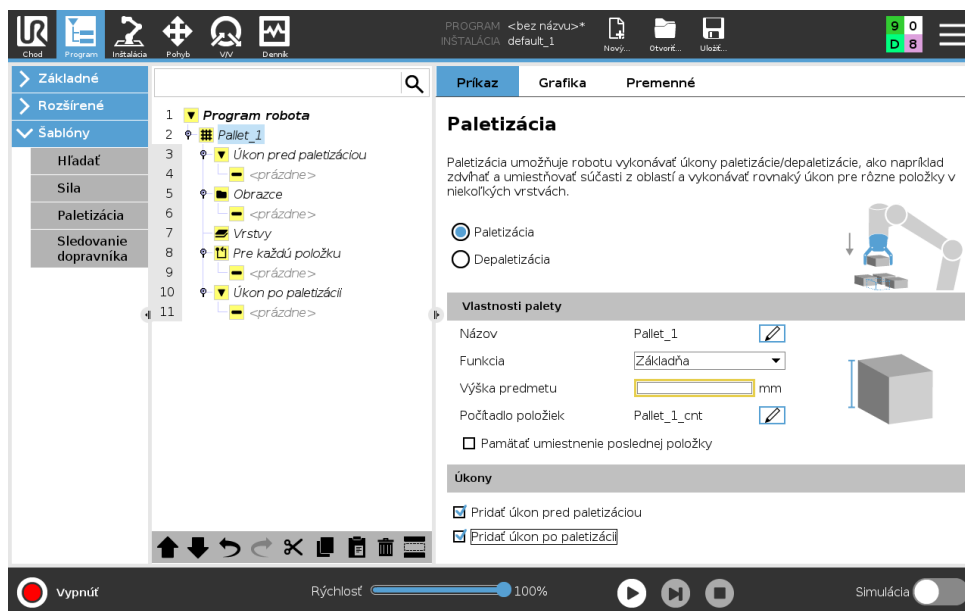 PROGRAM <bez názvu>*
INŠTALÁCIA default_1
Chod
Program
Inštalácia
Pohyb
V/V
Denník
Nový...
Otvoriť...
Uložiť...
9 0
D 8
Základné
Rozšírené
Šablóny
Hľadať
Sila
Paletizácia
Sledovanie
dopravníka
1 Program robota
2 Pallet_1
3 Úkon pred paletizáciou
4 <prázdne>
5 Obrazce
6 <prázdne>
7 Vrstvy
8 Pre každú položku
9 <prázdne>
10 Úkon po paletizácii
11 <prázdne>
Príkaz
Grafika
Premenné
Paletizácia
Paletizácia umožňuje robotu vykonávať úkony paletizácie/depaletizácie, ako napríklad
zdvíhať a umiestňovať súčasti z oblastí a vykonávať rovnaký úkon pre rôzne položky v
niekoľkých vrstvách.
Paletizácia
Depaletizácia
Vlastnosti palety
Názov Pallet_1
Funkcia Základňa
Výška predmetu mm
Počítadlo položiek Pallet_1_cnt
Pamätať umiestnenie poslednej položky
Úkony
Pridať úkon pred paletizáciou
Pridať úkon po paletizácii
Vypnúť
Rýchlosť 100%
Simulácia